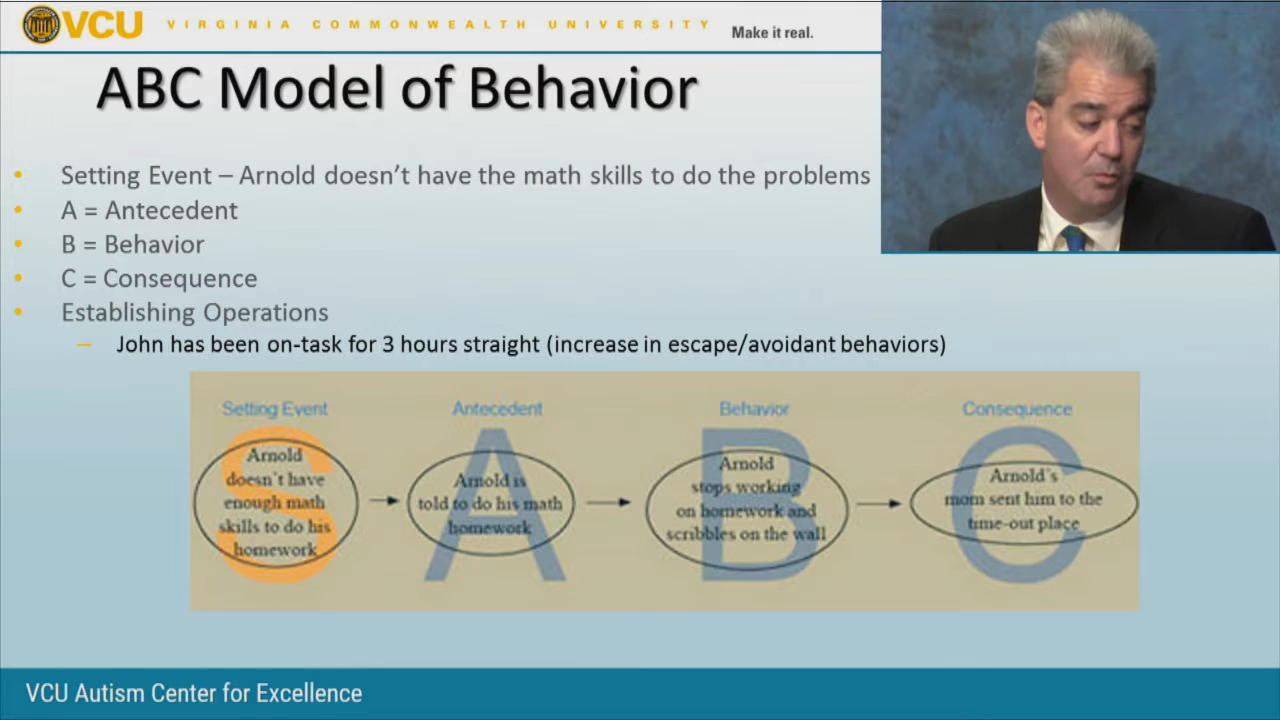 VCU VIRGINIA COMMONWEALTH UNIVERSITY Make it real.
ABC Model of Behavior
• Setting Event – Arnold doesn't have the math skills to do the problems
• A = Antecedent
• B = Behavior
• C = Consequence
• Establishing Operations
– John has been on-task for 3 hours straight (increase in escape/avoidant behaviors)
Setting Event
S
Arnold
doesn't have
enough math
skills to do his
homework
Antecedent
A
Arnold is
told to do his math
homework
Behavior
B
Arnold
stops working
on homework and
scribbles on the wall
Consequence
C
Arnold's
mom sent him to the
time-out place
VCU Autism Center for Excellence